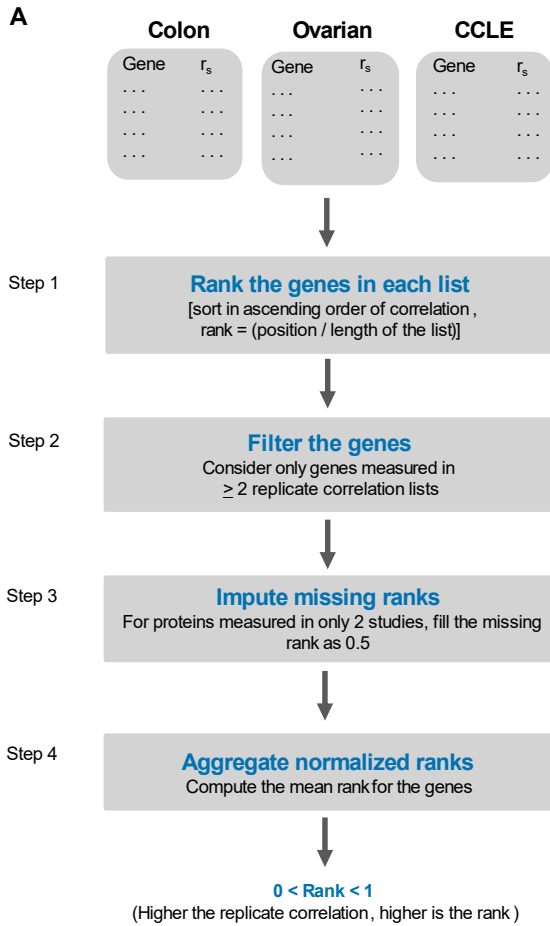 A
Colon Ovarian CCLE
Gene rs Gene rs Gene rs
. . . . . . . . . . . . . . . . . .
. . . . . . . . . . . . . . . . . .
. . . . . . . . . . . . . . . . . .
. . . . . . . . . . . . . . . . . .
Step 1
Rank the genes in each list
[sort in ascending order of correlation ,
rank = (position / length of the list)]
Step 2
Filter the genes
Consider only genes measured in
≥ 2 replicate correlation lists
Step 3
Impute missing ranks
For proteins measured in only 2 studies, fill the missing
rank as 0.5
Step 4
Aggregate normalized ranks
Compute the mean rank for the genes
0 < Rank < 1
(Higher the replicate correlation , higher is the rank )